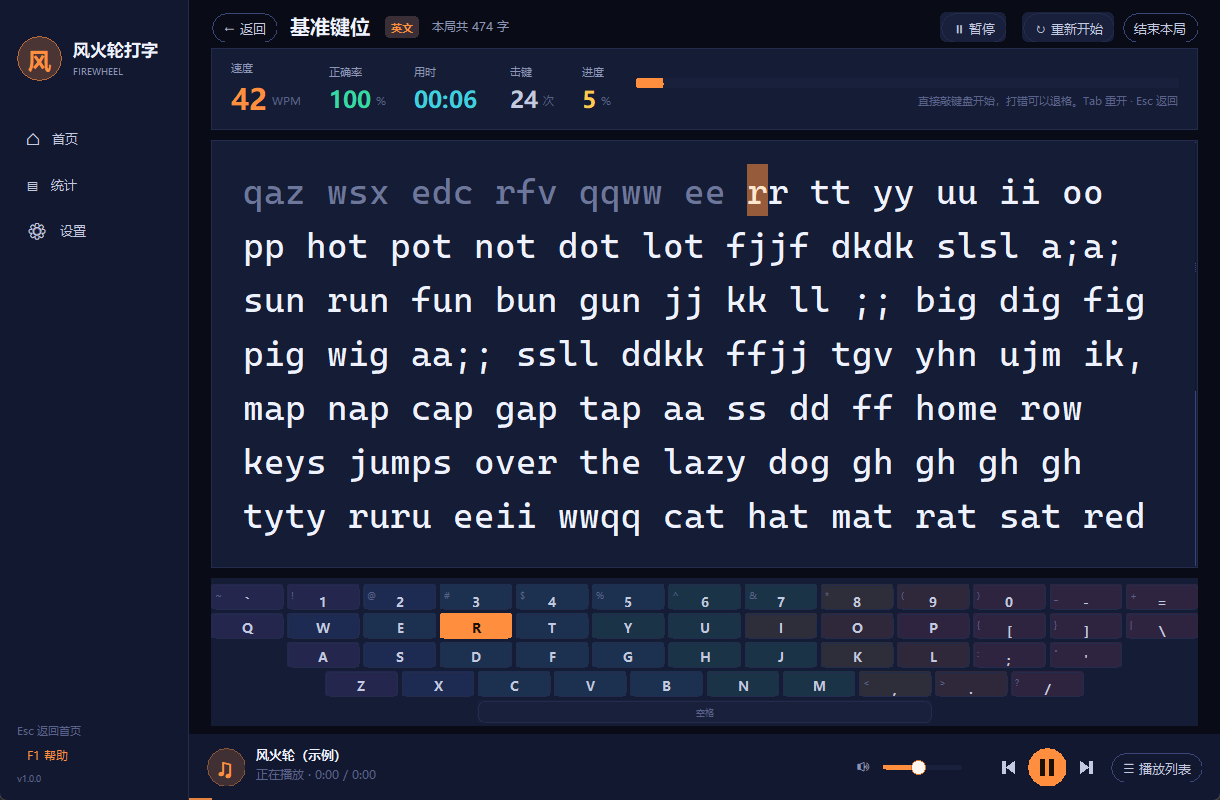 ← 返回 基准键位 英文 本局共 474 字 ⏸ 暂停 ↻ 重新开始 结束本局
风 风火轮打字
FIREWHEEL
速度 正确率 用时 击键 进度
42 WPM 100 % 00:06 24 次 5 %
直接敲键盘开始，打错可以退格。Tab 重开 · Esc 返回
首页
统计
设置
qaz wsx edc rfv qqww ee rr tt yy uu ii oo
pp hot pot not dot lot fjjf dkdk slsl a;a;
sun run fun bun gun jj kk ll ;; big dig fig
pig wig aa;; ssll ddkk ffjj tgv yhn ujm ik,
map nap cap gap tap aa ss dd ff home row
keys jumps over the lazy dog gh gh gh gh
tyty ruru eeii wwqq cat hat mat rat sat red
~ ` ! 1 @ 2 # 3 $ 4 % 5 ^ 6 & 7 * 8 ( 9 ) 0 _ - + =
Q W E R T Y U I O P { [ } ] | \
A S D F G H J K L : ; " '
Z X C V B N M < , > . ? /
空格
Esc 返回首页
F1 帮助
v1.0.0
风火轮（示例）
正在播放 · 0:00 / 0:00
☰ 播放列表